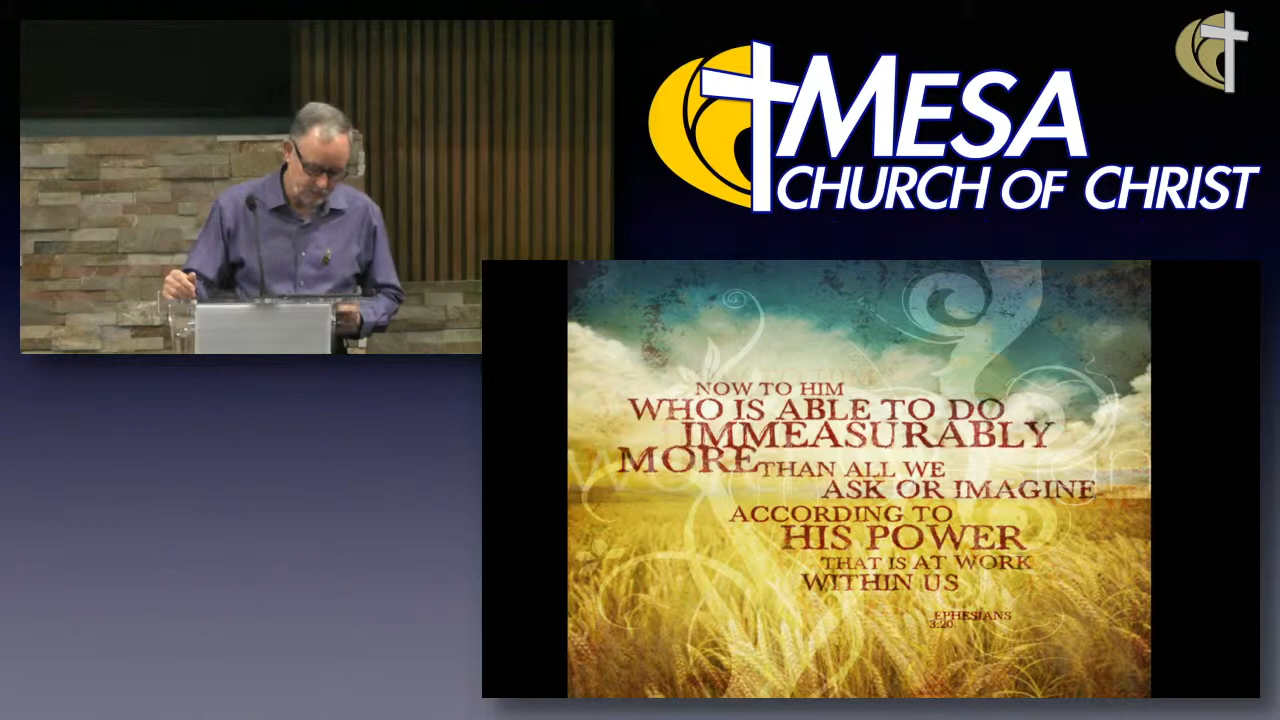 MESA
CHURCH OF CHRIST
NOW TO HIM
WHO IS ABLE TO DO
IMMEASURABLY
MORE THAN ALL WE
ASK OR IMAGINE
ACCORDING TO
HIS POWER
THAT IS AT WORK
WITHIN US
EPHESIANS
3:20